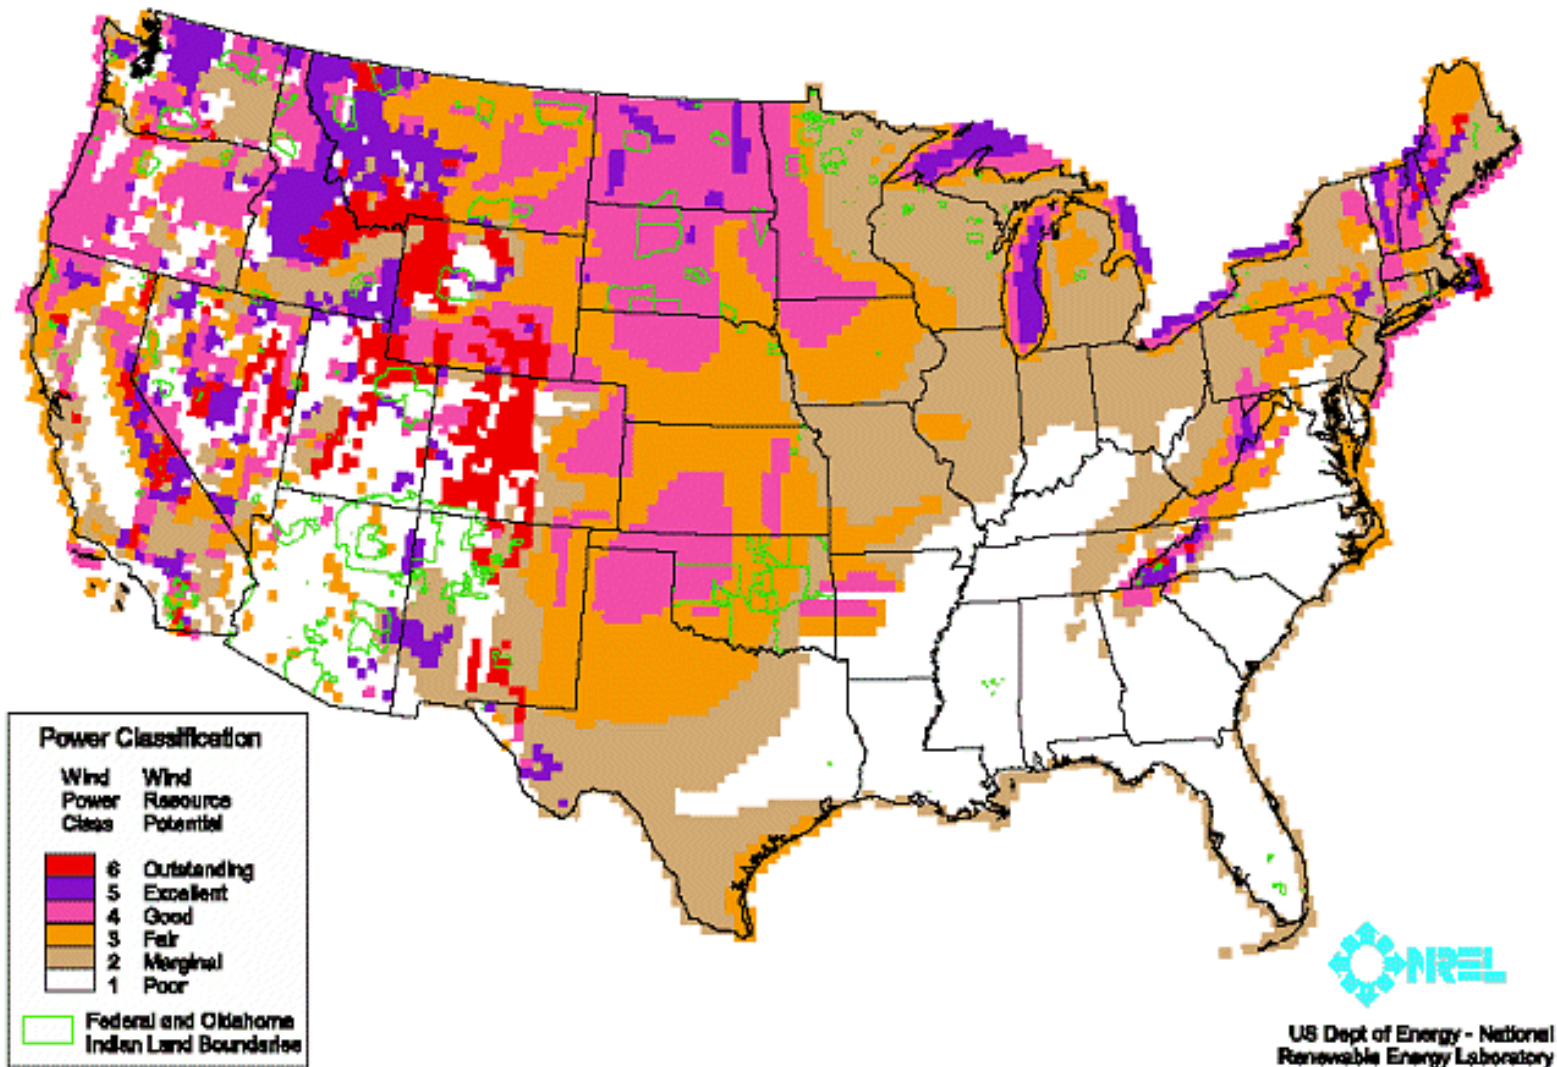 Power Classification
Wind Wind
Power Resource
Class Potential
6 Outstanding
5 Excellent
4 Good
3 Fair
2 Marginal
1 Poor
Federal and Oklahoma
Indian Land Boundaries
NREL
US Dept of Energy - National
Renewable Energy Laboratory